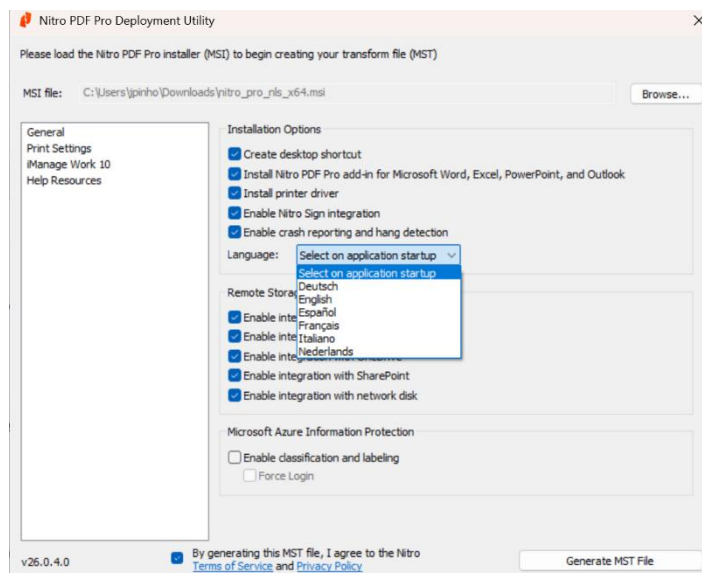 Nitro PDF Pro Deployment Utility
Please load the Nitro PDF Pro installer (MSI) to begin creating your transform file (MST)
MSI file: C:\Users\jpinho\Downloads\nitro_pro_nls_x64.msi Browse...
General
Print Settings
iManage Work 10
Help Resources
Installation Options
Create desktop shortcut
Install Nitro PDF Pro add-in for Microsoft Word, Excel, PowerPoint, and Outlook
Install printer driver
Enable Nitro Sign integration
Enable crash reporting and hang detection
Language: Select on application startup
Select on application startup
Deutsch
English
Español
Français
Italiano
Nederlands
Remote
Enable
Enable
Enable
Enable integration with SharePoint
Enable integration with network disk
Microsoft Azure Information Protection
Enable classification and labeling
Force Login
v26.0.4.0
By generating this MST file, I agree to the Nitro
Terms of Service and Privacy Policy
Generate MST File